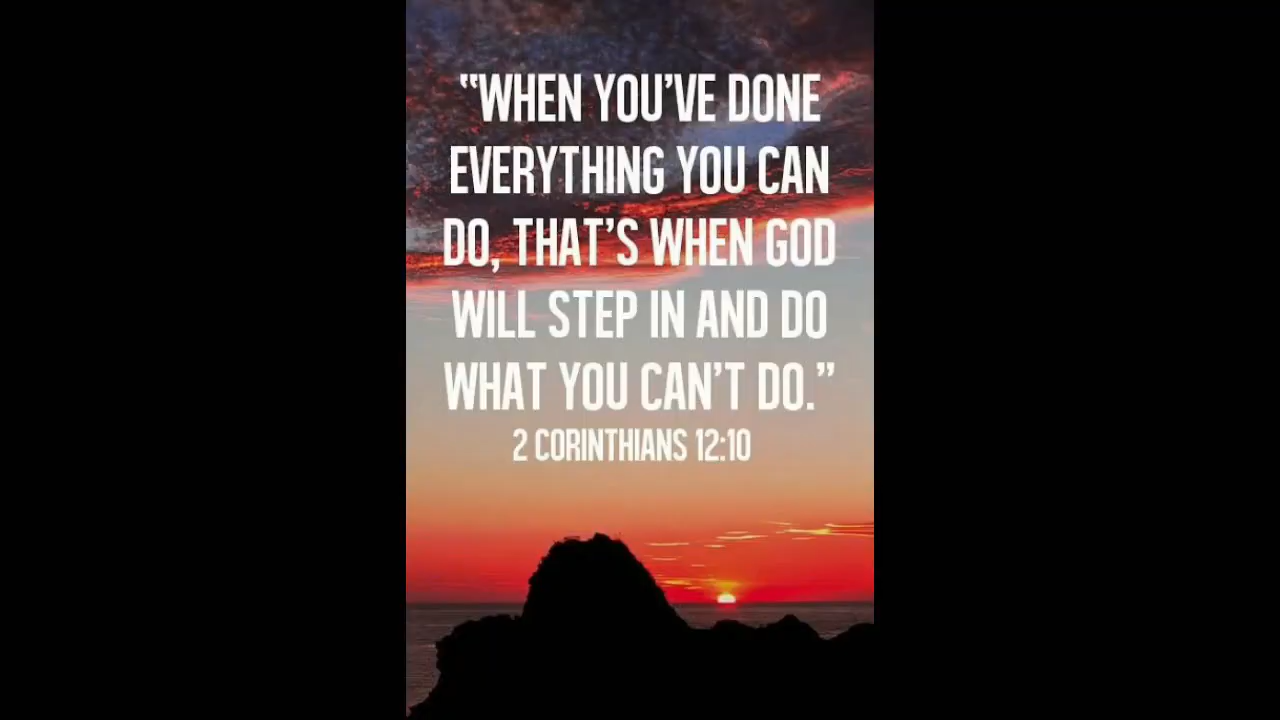 “WHEN YOU’VE DONE
EVERYTHING YOU CAN
DO, THAT’S WHEN GOD
WILL STEP IN AND DO
WHAT YOU CAN’T DO.”
2 CORINTHIANS 12:10